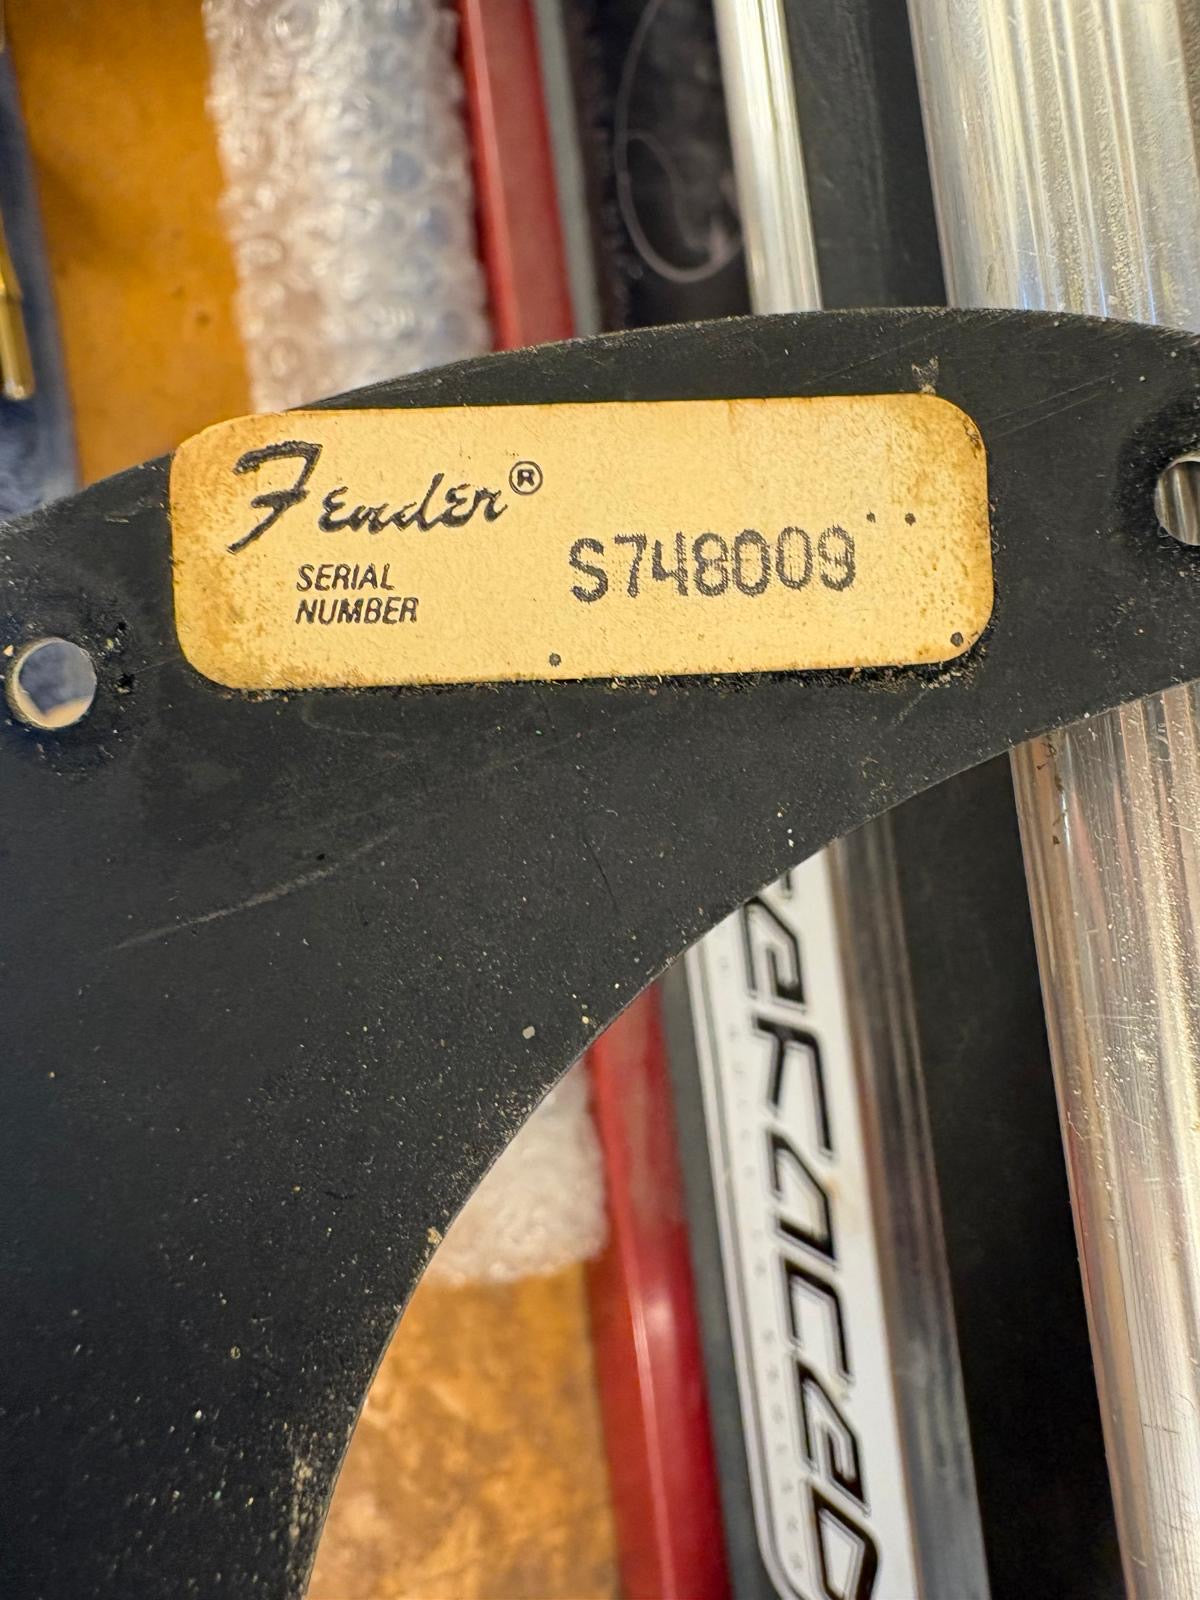 Fender®
SERIAL
NUMBER
S748009